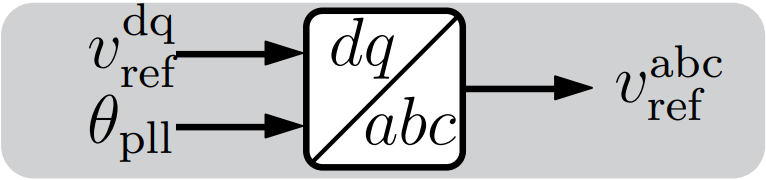 v_ref^dq
θ_pll
dq
abc
v_ref^abc